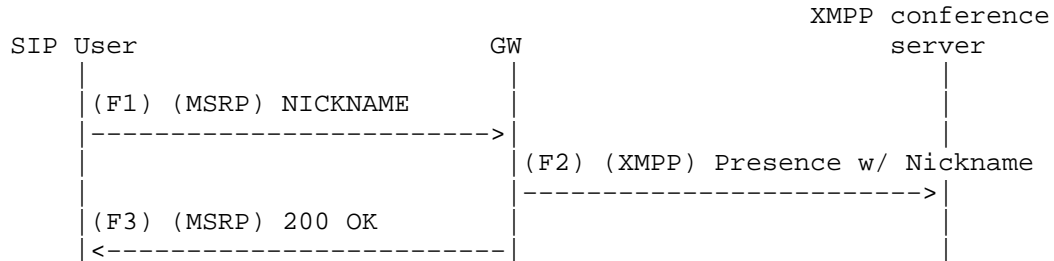 XMPP conference
SIP User GW server
(F1) (MSRP) NICKNAME
(F2) (XMPP) Presence w/ Nickname
(F3) (MSRP) 200 OK